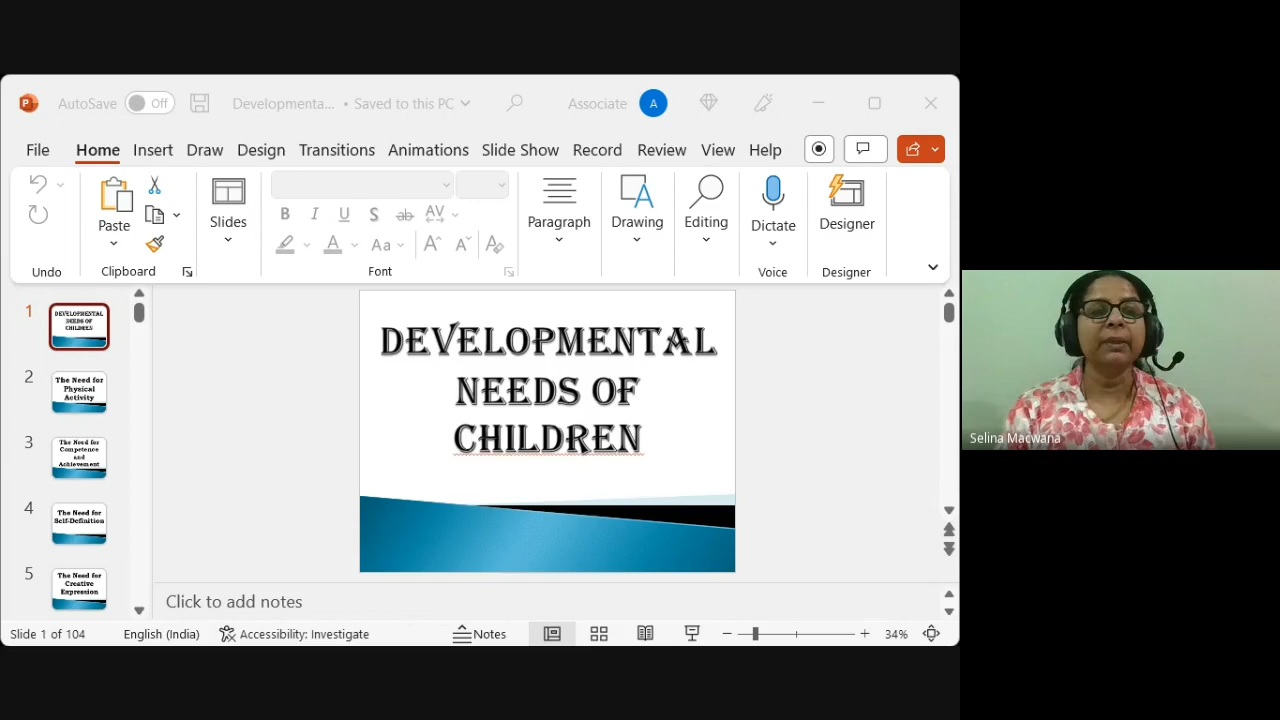 AutoSave Off Developmenta... • Saved to this PC Associate A
File Home Insert Draw Design Transitions Animations Slide Show Record Review View Help
Paste Slides B I U S ab AV Aa A A A Paragraph Drawing Editing Dictate Designer
Undo Clipboard Font Voice Designer
1
DEVELOPMENTAL
NEEDS OF
CHILDREN
2
The Need for
Physical
Activity
3
The Need for
Competence
and
Achievement
4
The Need for
Self-Definition
5
The Need for
Creative
Expression
DEVELOPMENTAL
NEEDS OF
CHILDREN
Click to add notes
Slide 1 of 104 English (India) Accessibility: Investigate Notes 34%
Selina Macwana